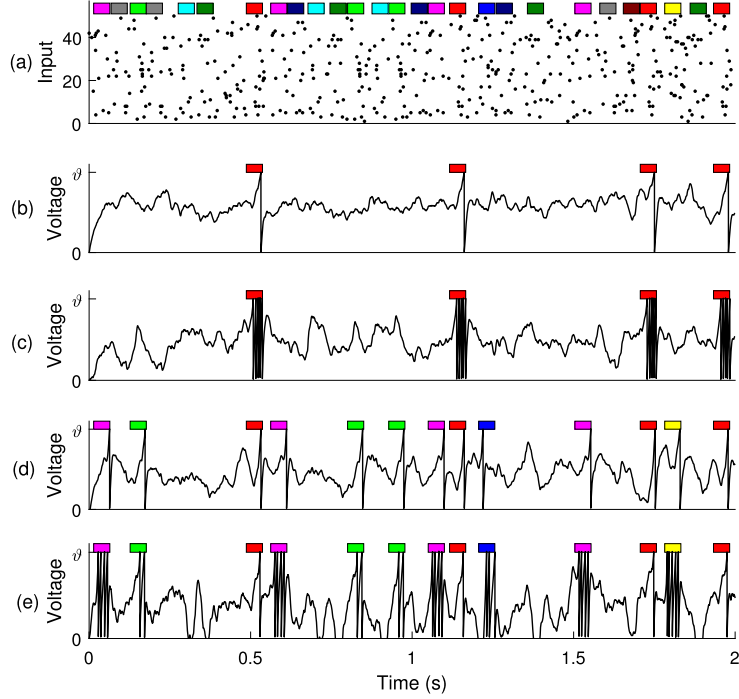 (a)
Input
40
20
0
(b)
Voltage
ϑ
0
(c)
Voltage
ϑ
0
(d)
Voltage
ϑ
0
(e)
Voltage
ϑ
0
0 0.5 1 1.5 2
Time (s)